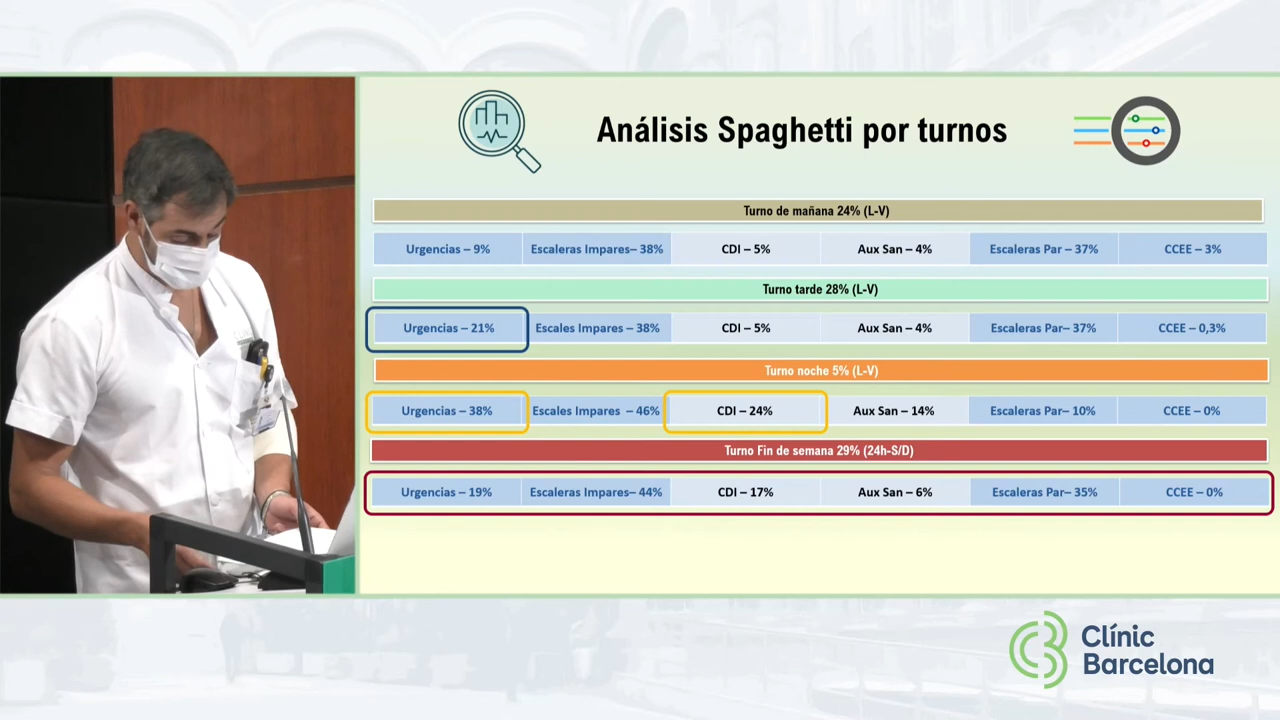 Análisis Spaghetti por turnos
Turno de mañana 24% (L-V)
Urgencias – 9% Escaleras Impares– 38% CDI – 5% Aux San – 4% Escaleras Par – 37% CCEE – 3%
Turno tarde 28% (L-V)
Urgencias – 21% Escales Impares – 38% CDI – 5% Aux San – 4% Escaleras Par– 37% CCEE – 0,3%
Turno noche 5% (L-V)
Urgencias – 38% Escales Impares – 46% CDI – 24% Aux San – 14% Escaleras Par– 10% CCEE – 0%
Turno Fin de semana 29% (24h-S/D)
Urgencias – 19% Escaleras Impares– 44% CDI – 17% Aux San – 6% Escaleras Par– 35% CCEE – 0%
Clínic
Barcelona